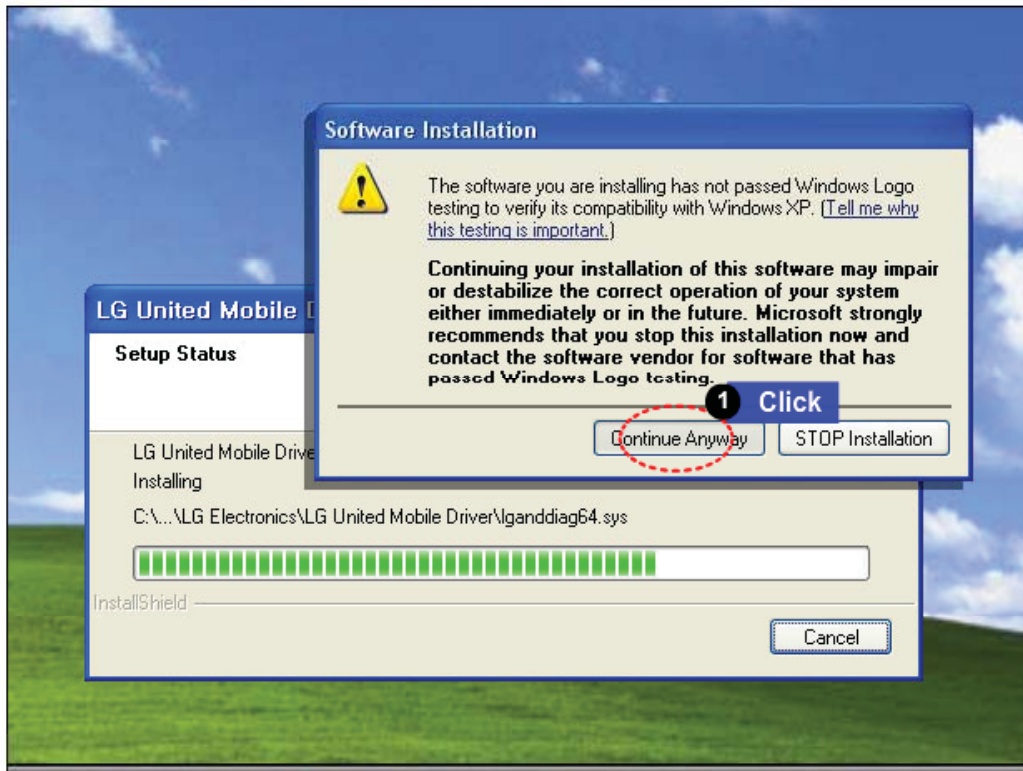 Software Installation
The software you are installing has not passed Windows Logo
testing to verify its compatibility with Windows XP. (Tell me why
this testing is important.)
Continuing your installation of this software may impair
or destabilize the correct operation of your system
either immediately or in the future. Microsoft strongly
recommends that you stop this installation now and
contact the software vendor for software that has
passed Windows Logo testing.
1 Click
Continue Anyway STOP Installation
LG United Mobile
Setup Status
LG United Mobile Drive
Installing
C:\...\LG Electronics\LG United Mobile Driver\lganddiag64.sys
InstallShield
Cancel